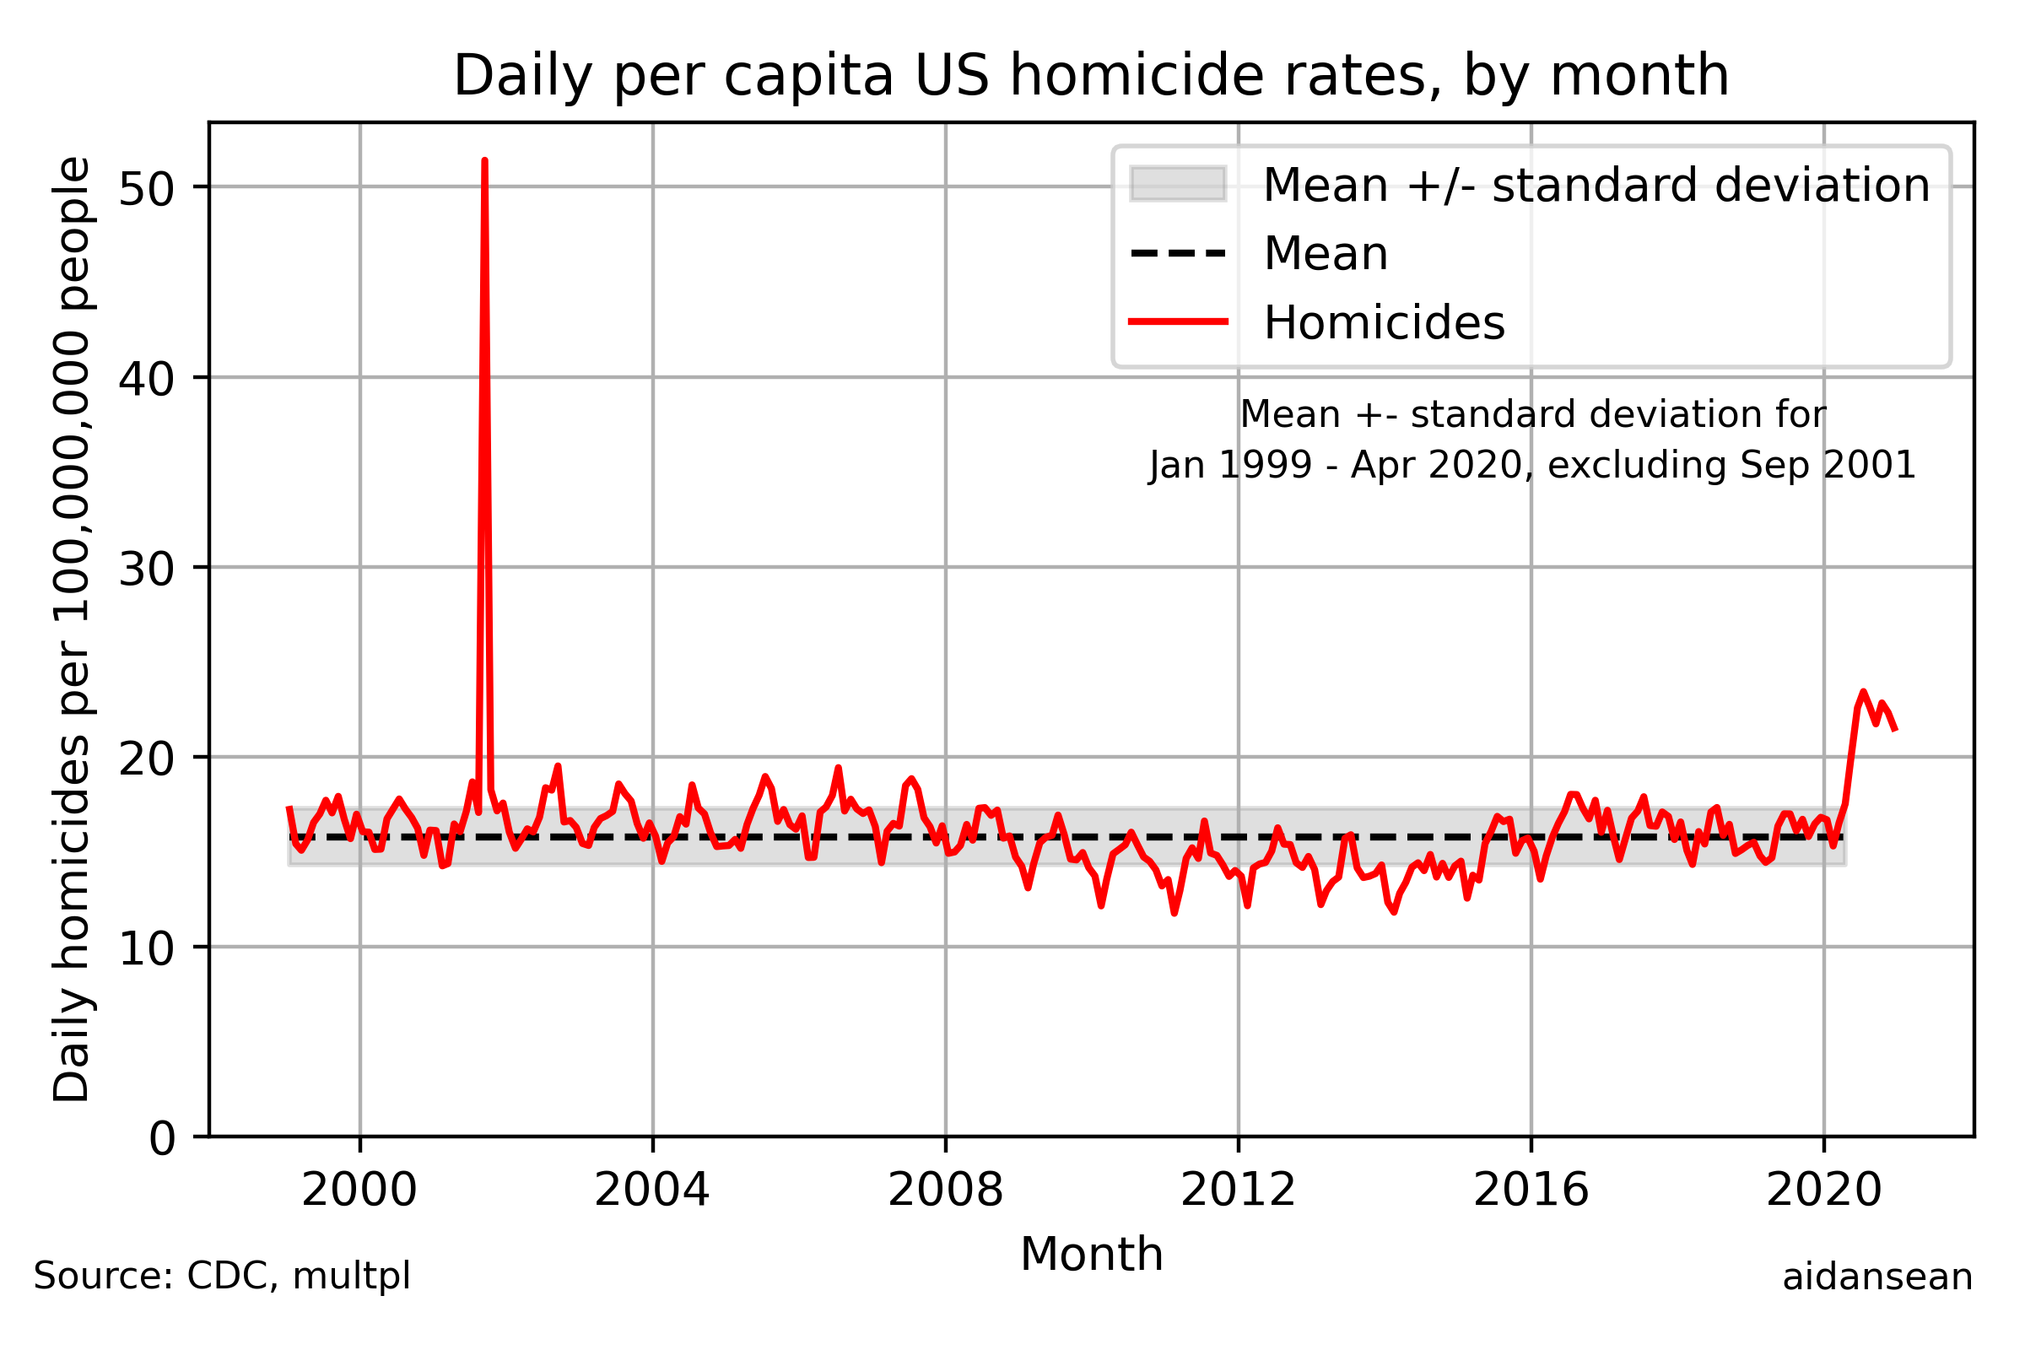 Daily per capita US homicide rates, by month
Daily homicides per 100,000,000 people
50
40
30
20
10
0
Mean +/- standard deviation
Mean
Homicides
Mean +- standard deviation for
Jan 1999 - Apr 2020, excluding Sep 2001
2000 2004 2008 2012 2016 2020
Month
Source: CDC, multpl
aidansean